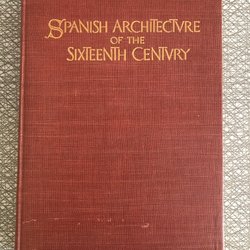 SPANISH ARCHITECTVRE
OF THE
SIXTEENTH CENTVRY